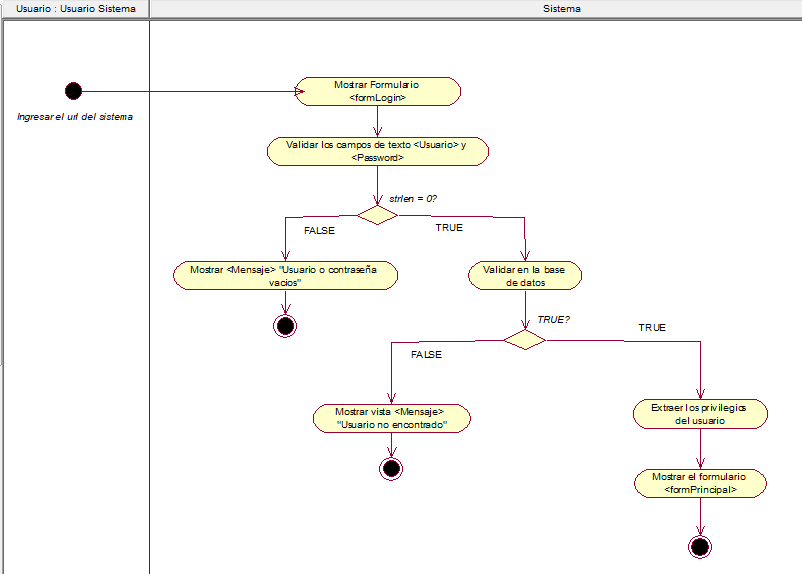 Usuario : Usuario Sistema
Sistema
Mostrar Formulario
<formLogin>
Ingresar el url del sistema
Validar los campos de texto <Usuario> y
<Password>
strlen = 0?
FALSE
TRUE
Mostrar <Mensaje> "Usuario o contraseña
vacios"
Validar en la base
de datos
TRUE?
TRUE
FALSE
Mostrar vista <Mensaje>
"Usuario no encontrado"
Extraer los privilegios
del usuario
Mostrar el formulario
<formPrincipal>